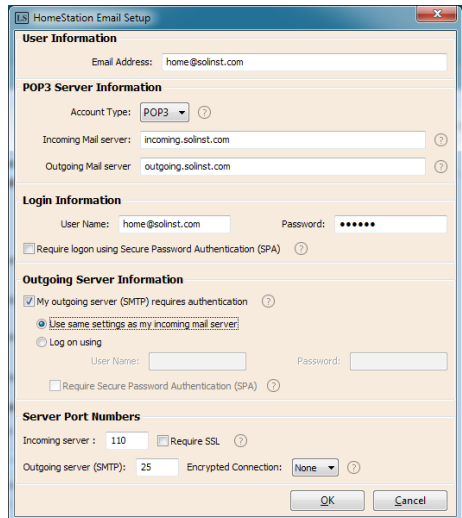 LS HomeStation Email Setup x
User Information
Email Address: home@solinst.com
POP3 Server Information
Account Type: POP3 ?
Incoming Mail server: incoming.solinst.com ?
Outgoing Mail server outgoing.solinst.com ?
Login Information
User Name: home@solinst.com Password: ••••••
Require logon using Secure Password Authentication (SPA) ?
Outgoing Server Information
My outgoing server (SMTP) requires authentication ?
Use same settings as my incoming mail server
Log on using
User Name: Password:
Require Secure Password Authentication (SPA) ?
Server Port Numbers
Incoming server : 110 Require SSL ?
Outgoing server (SMTP): 25 Encrypted Connection: None ?
OK Cancel